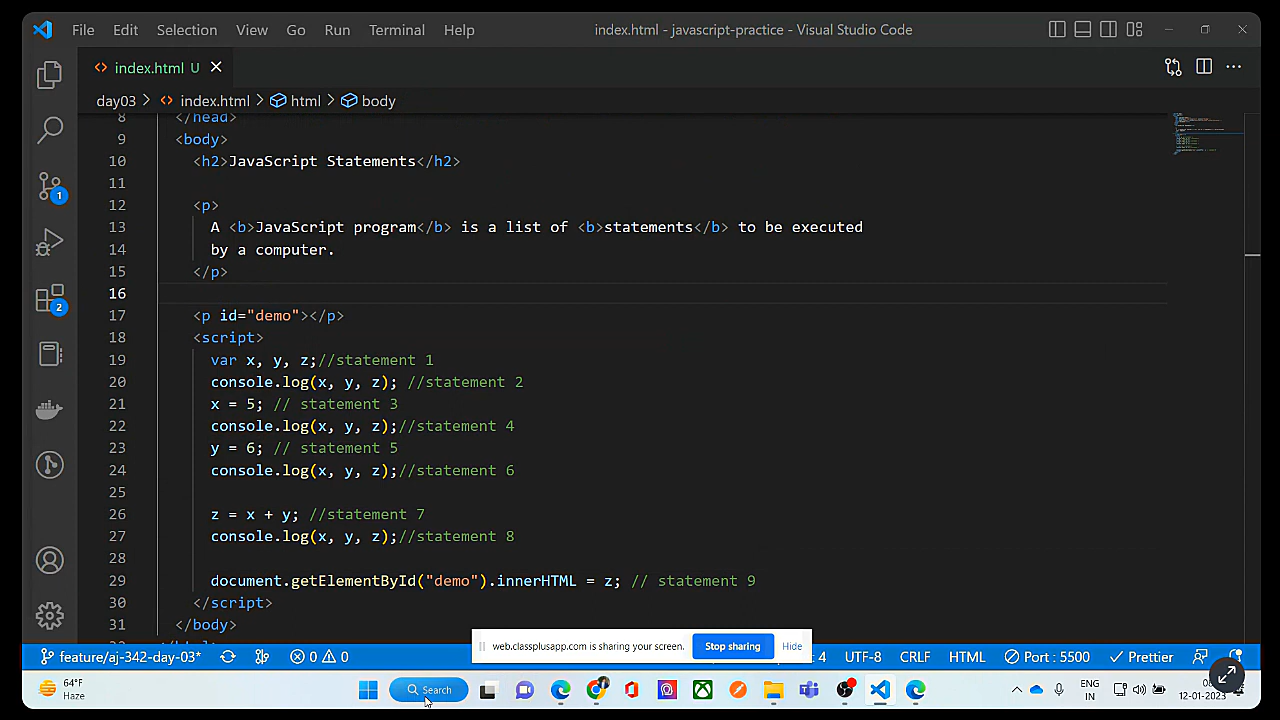 File Edit Selection View Go Run Terminal Help index.html - javascript-practice - Visual Studio Code
index.html U
day03 index.html html body
8 </head>
9 <body>
10 <h2>JavaScript Statements</h2>
11
12 <p>
13 A <b>JavaScript program</b> is a list of <b>statements</b> to be executed
14 by a computer.
15 </p>
16
17 <p id="demo"></p>
18 <script>
19 var x, y, z;//statement 1
20 console.log(x, y, z); //statement 2
21 x = 5; // statement 3
22 console.log(x, y, z);//statement 4
23 y = 6; // statement 5
24 console.log(x, y, z);//statement 6
25
26 z = x + y; //statement 7
27 console.log(x, y, z);//statement 8
28
29 document.getElementById("demo").innerHTML = z; // statement 9
30 </script>
31 </body>
1
2
web.classplusapp.com is sharing your screen. Stop sharing Hide
feature/aj-342-day-03* 0 0 4 UTF-8 CRLF HTML Port : 5500 Prettier
64°F
Haze
Search
ENG
IN
12-01-2023